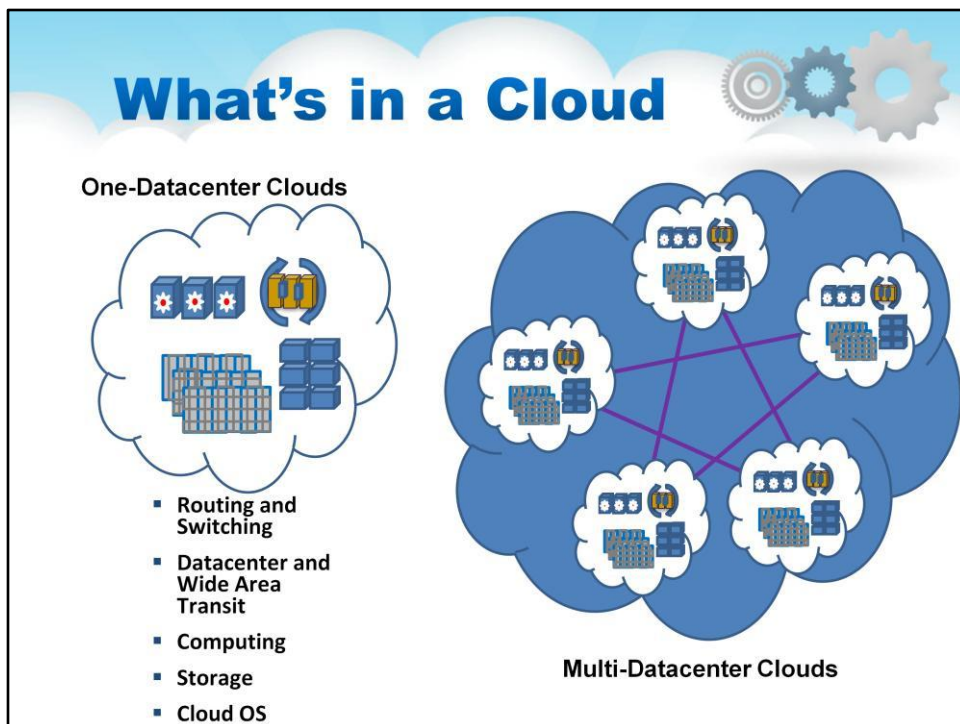 What's in a Cloud
One-Datacenter Clouds
▪ Routing and
Switching
▪ Datacenter and
Wide Area
Transit
▪ Computing
▪ Storage
▪ Cloud OS
Multi-Datacenter Clouds